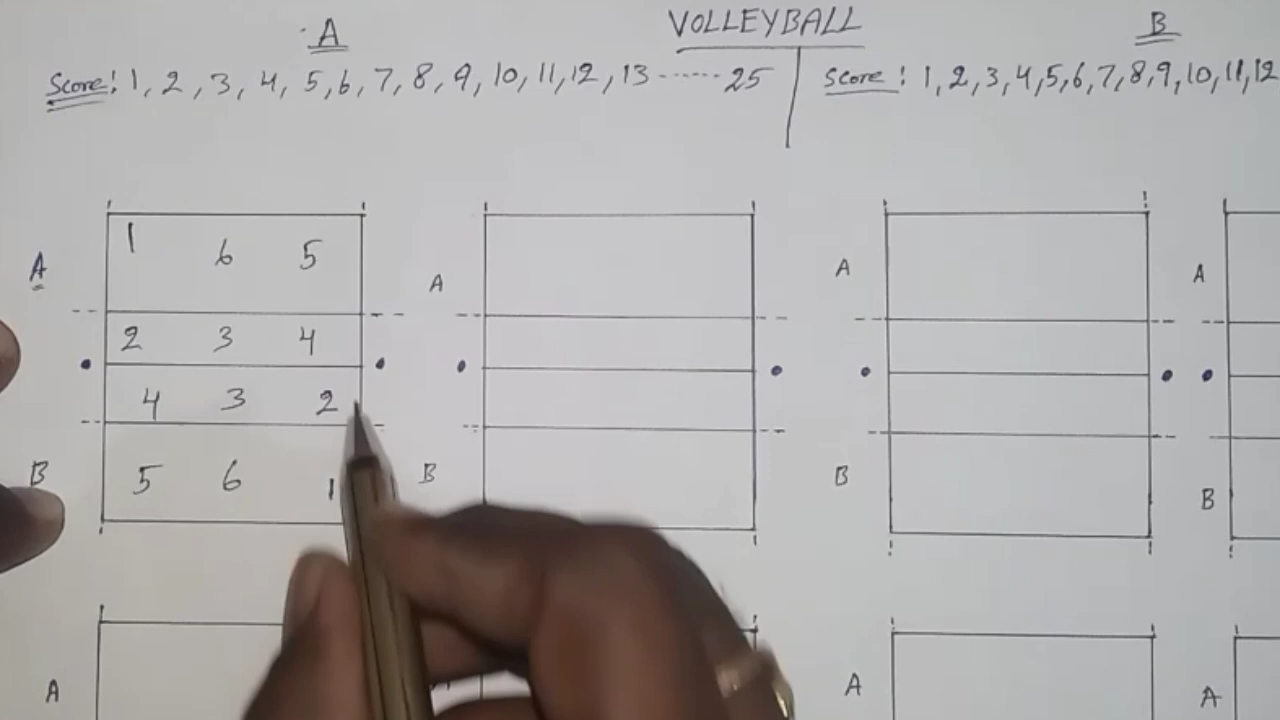 A VOLLEYBALL B
Score: 1, 2, 3, 4, 5, 6, 7, 8, 9, 10, 11, 12, 13 ------ 25 Score: 1, 2, 3, 4, 5, 6, 7, 8, 9, 10, 11, 12
1 6 5
A A A A
2 3 4
4 3 2
B 5 6 1 B B B
A A A